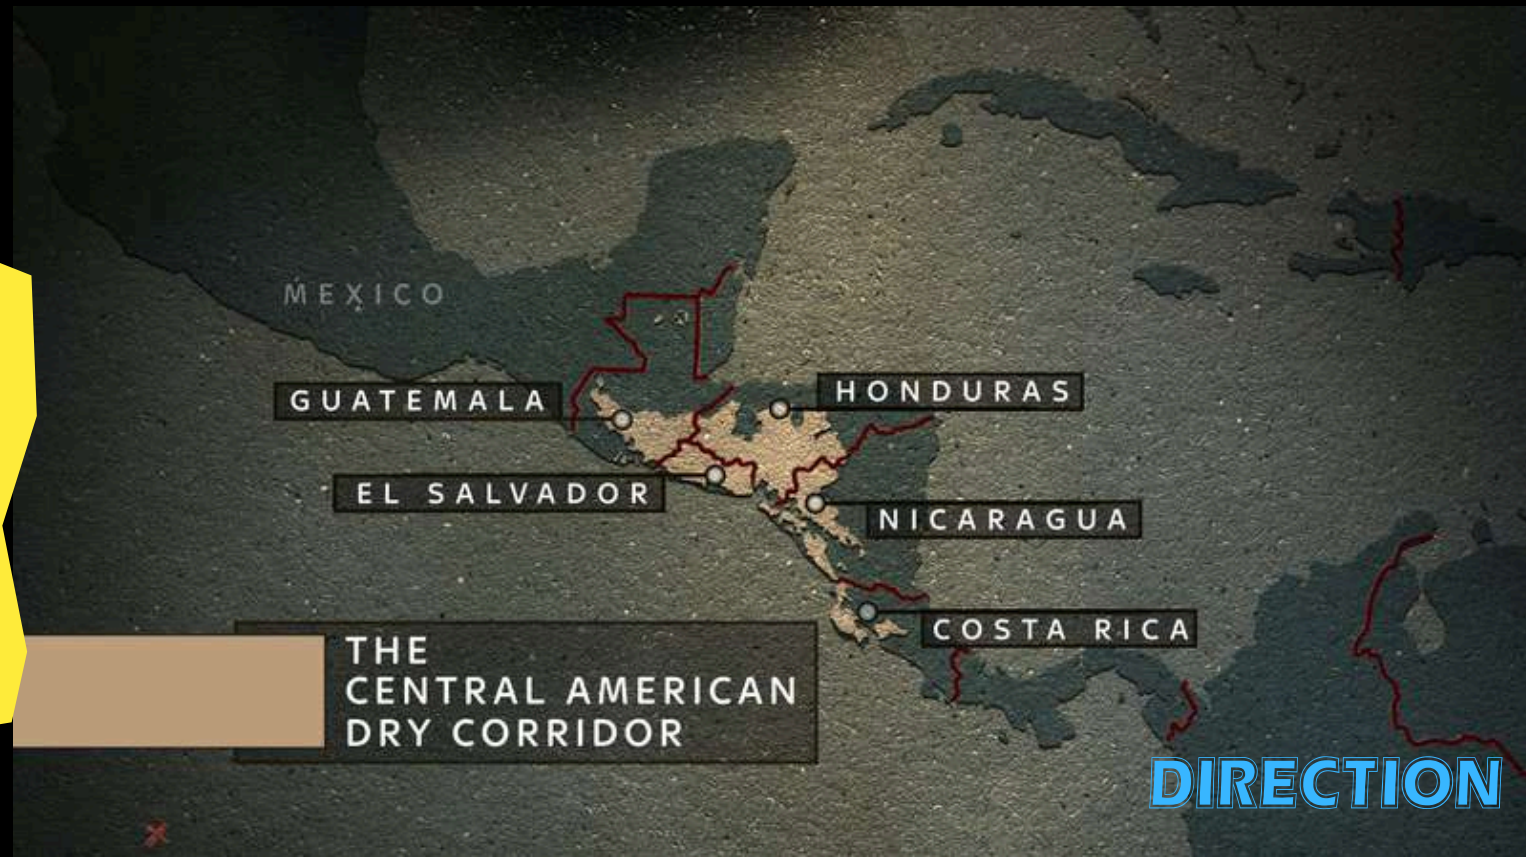 MEXICO
GUATEMALA
HONDURAS
EL SALVADOR
NICARAGUA
COSTA RICA
THE
CENTRAL AMERICAN
DRY CORRIDOR
DIRECTION